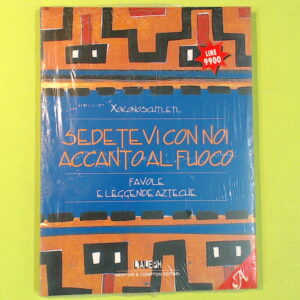 XOKONOSCHTLETL
LIRE
9900
SEDETEVI CON NOI
ACCANTO AL FUOCO
FAVOLE
E LEGGENDE AZTECHE
L'ALEPH
NEWTON & COMPTON EDITORI